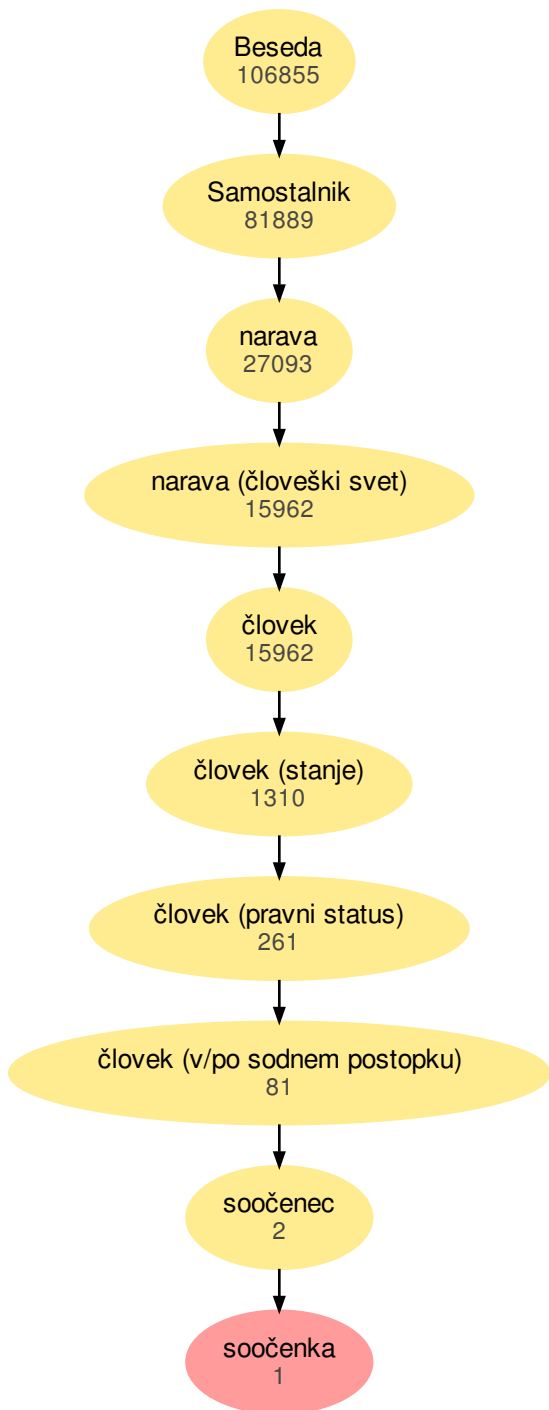 Beseda
106855
Samostalnik
81889
narava
27093
narava (človeški svet)
15962
človek
15962
človek (stanje)
1310
človek (pravni status)
261
človek (v/po sodnem postopku)
81
soočenec
2
soočenka
1